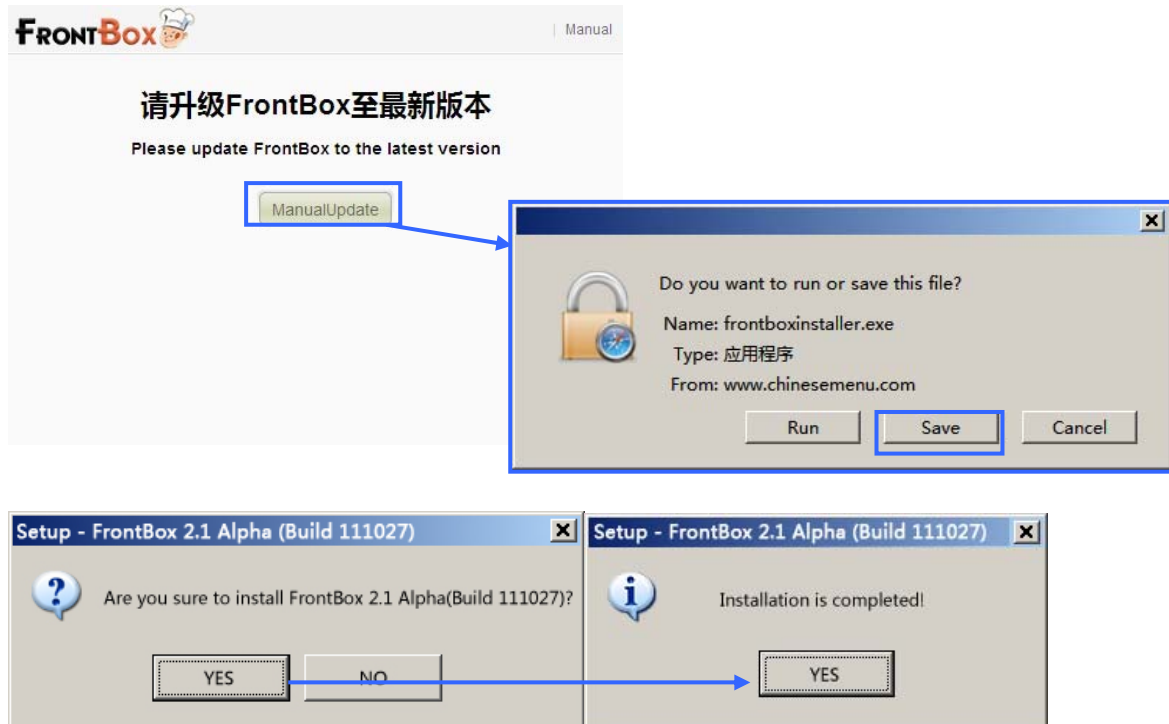 FRONTBOX
Manual
请升级FrontBox至最新版本
Please update FrontBox to the latest version
ManualUpdate
Do you want to run or save this file?
Name: frontboxinstaller.exe
Type: 应用程序
From: www.chinesemenu.com
Run
Save
Cancel
Setup - FrontBox 2.1 Alpha (Build 111027)
Are you sure to install FrontBox 2.1 Alpha(Build 111027)?
YES
NO
Setup - FrontBox 2.1 Alpha (Build 111027)
Installation is completed!
YES